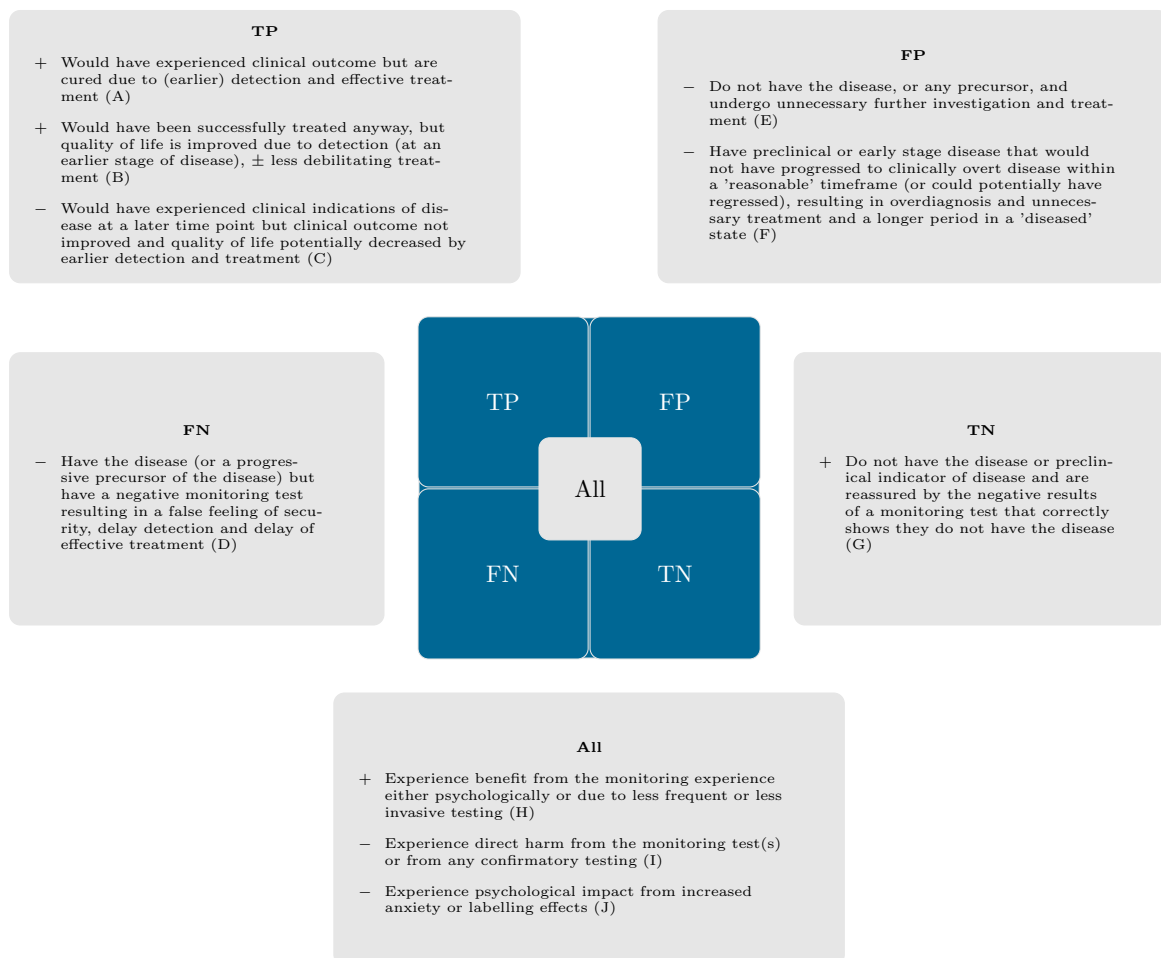 TP
+ Would have experienced clinical outcome but are
cured due to (earlier) detection and effective treat-
ment (A)
+ Would have been successfully treated anyway, but
quality of life is improved due to detection (at an
earlier stage of disease), ± less debilitating treat-
ment (B)
− Would have experienced clinical indications of dis-
ease at a later time point but clinical outcome not
improved and quality of life potentially decreased by
earlier detection and treatment (C)
FP
− Do not have the disease, or any precursor, and
undergo unnecessary further investigation and treat-
ment (E)
− Have preclinical or early stage disease that would
not have progressed to clinically overt disease within
a 'reasonable' timeframe (or could potentially have
regressed), resulting in overdiagnosis and unneces-
sary treatment and a longer period in a 'diseased'
state (F)
FN
− Have the disease (or a progres-
sive precursor of the disease) but
have a negative monitoring test
resulting in a false feeling of secu-
rity, delay detection and delay of
effective treatment (D)
TP
FP
All
FN
TN
TN
+ Do not have the disease or preclin-
ical indicator of disease and are
reassured by the negative results
of a monitoring test that correctly
shows they do not have the disease
(G)
All
+ Experience benefit from the monitoring experience
either psychologically or due to less frequent or less
invasive testing (H)
− Experience direct harm from the monitoring test(s)
or from any confirmatory testing (I)
− Experience psychological impact from increased
anxiety or labelling effects (J)